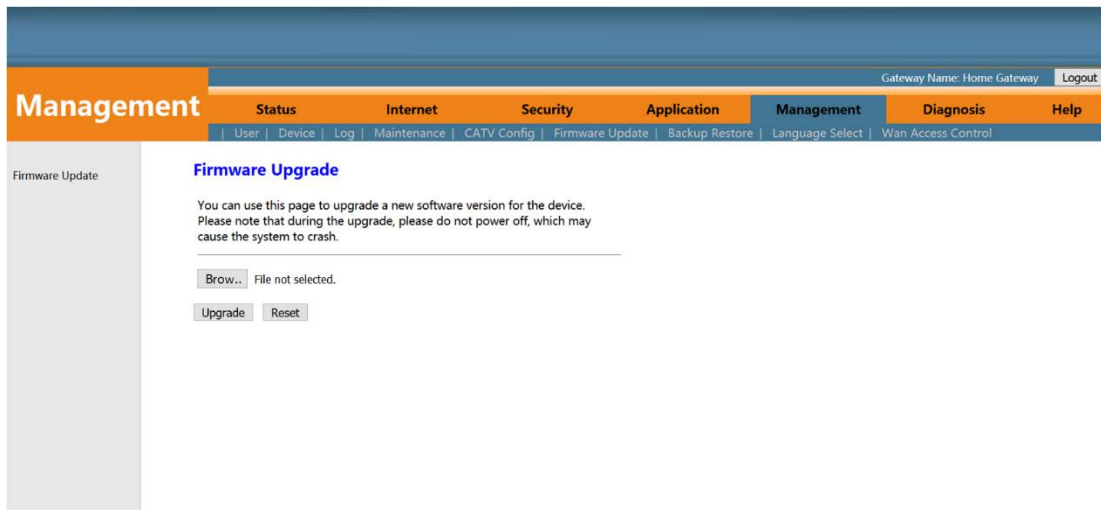 Gateway Name: Home Gateway Logout
Management
Status Internet Security Application Management Diagnosis Help
| User | Device | Log | Maintenance | CATV Config | Firmware Update | Backup Restore | Language Select | Wan Access Control
Firmware Update
Firmware Upgrade
You can use this page to upgrade a new software version for the device.
Please note that during the upgrade, please do not power off, which may
cause the system to crash.
Brow.. File not selected.
Upgrade Reset